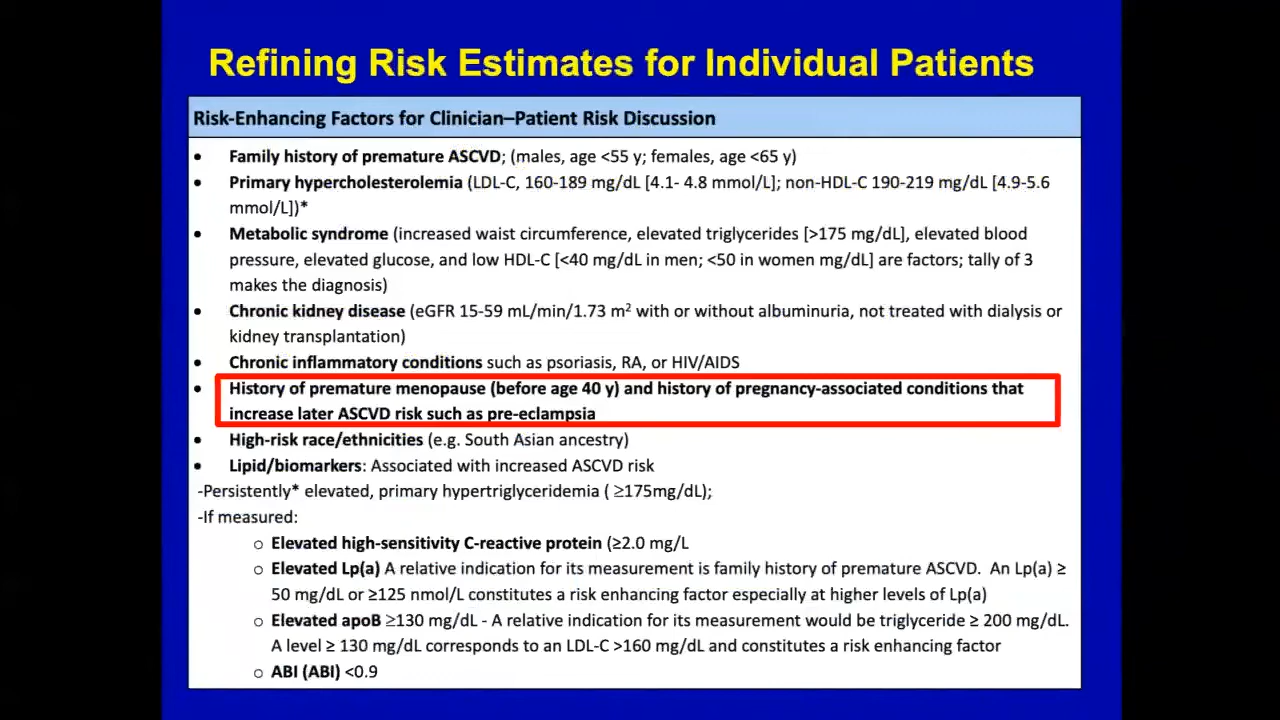 Refining Risk Estimates for Individual Patients
Risk-Enhancing Factors for Clinician–Patient Risk Discussion
• Family history of premature ASCVD; (males, age <55 y; females, age <65 y)
• Primary hypercholesterolemia (LDL-C, 160-189 mg/dL [4.1- 4.8 mmol/L]; non-HDL-C 190-219 mg/dL [4.9-5.6
mmol/L])*
• Metabolic syndrome (increased waist circumference, elevated triglycerides [>175 mg/dL], elevated blood
pressure, elevated glucose, and low HDL-C [<40 mg/dL in men; <50 in women mg/dL] are factors; tally of 3
makes the diagnosis)
• Chronic kidney disease (eGFR 15-59 mL/min/1.73 m² with or without albuminuria, not treated with dialysis or
kidney transplantation)
• Chronic inflammatory conditions such as psoriasis, RA, or HIV/AIDS
• History of premature menopause (before age 40 y) and history of pregnancy-associated conditions that
increase later ASCVD risk such as pre-eclampsia
• High-risk race/ethnicities (e.g. South Asian ancestry)
• Lipid/biomarkers: Associated with increased ASCVD risk
-Persistently* elevated, primary hypertriglyceridemia ( ≥175mg/dL);
-If measured:
○ Elevated high-sensitivity C-reactive protein (≥2.0 mg/L
○ Elevated Lp(a) A relative indication for its measurement is family history of premature ASCVD. An Lp(a) ≥
50 mg/dL or ≥125 nmol/L constitutes a risk enhancing factor especially at higher levels of Lp(a)
○ Elevated apoB ≥130 mg/dL - A relative indication for its measurement would be triglyceride ≥ 200 mg/dL.
A level ≥ 130 mg/dL corresponds to an LDL-C >160 mg/dL and constitutes a risk enhancing factor
○ ABI (ABI) <0.9